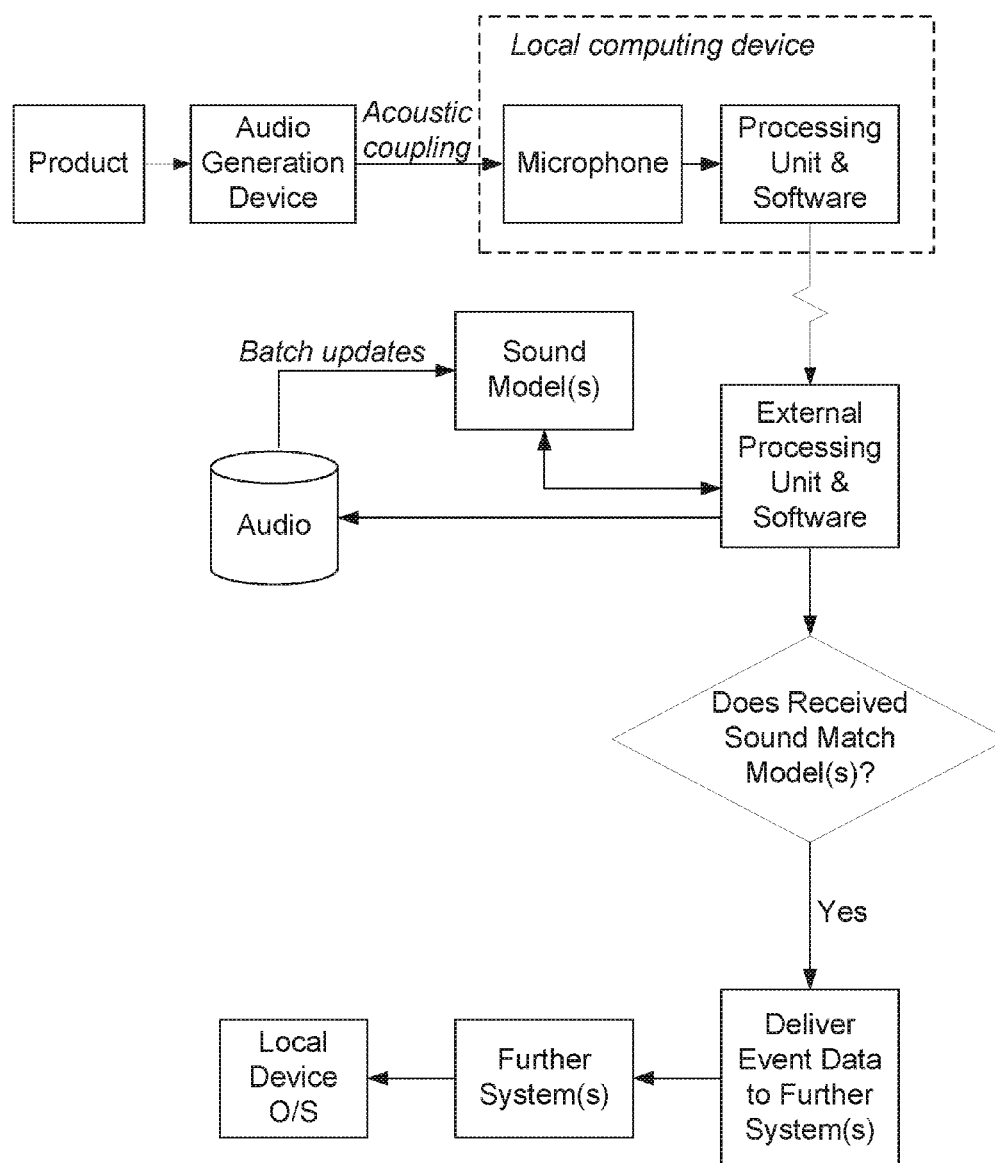 Local computing device
Product
Audio
Generation
Device
Acoustic
coupling
Microphone
Processing
Unit &
Software
Batch updates
Sound
Model(s)
External
Processing
Unit &
Software
Audio
Does Received
Sound Match
Model(s)?
Yes
Local
Device
O/S
Further
System(s)
Deliver
Event Data
to Further
System(s)